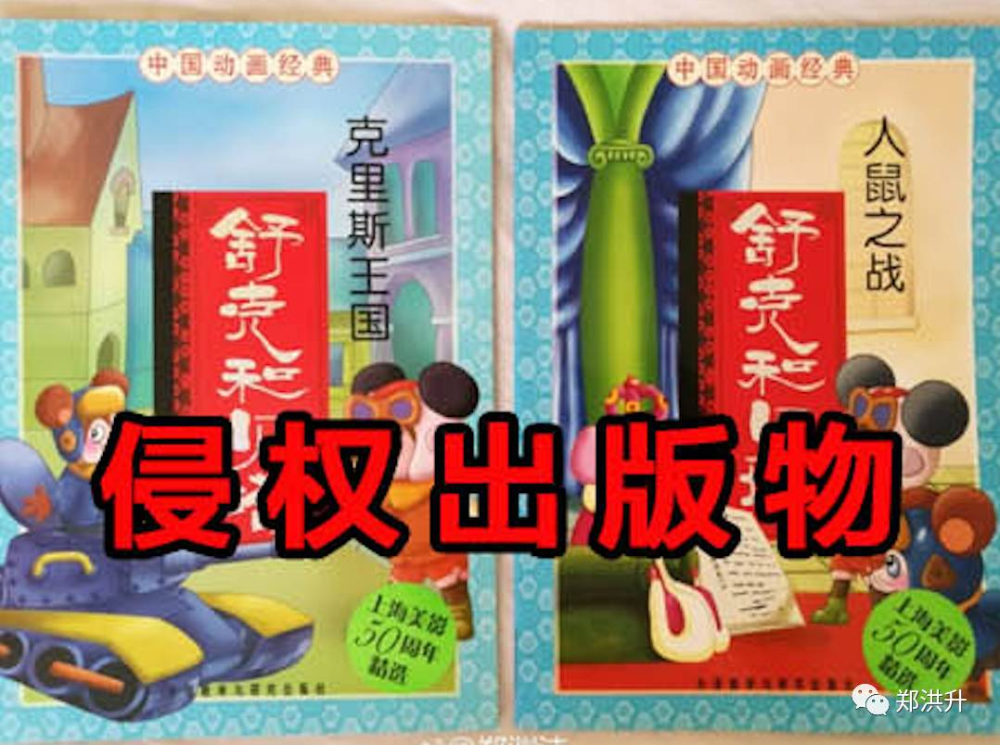 中国动画经典
克里斯王国
舒克和
中国动画经典
人鼠之战
舒克和
侵权出版物
上海美影
50周年
精选
上海美影
50周年
精选
郑洪升